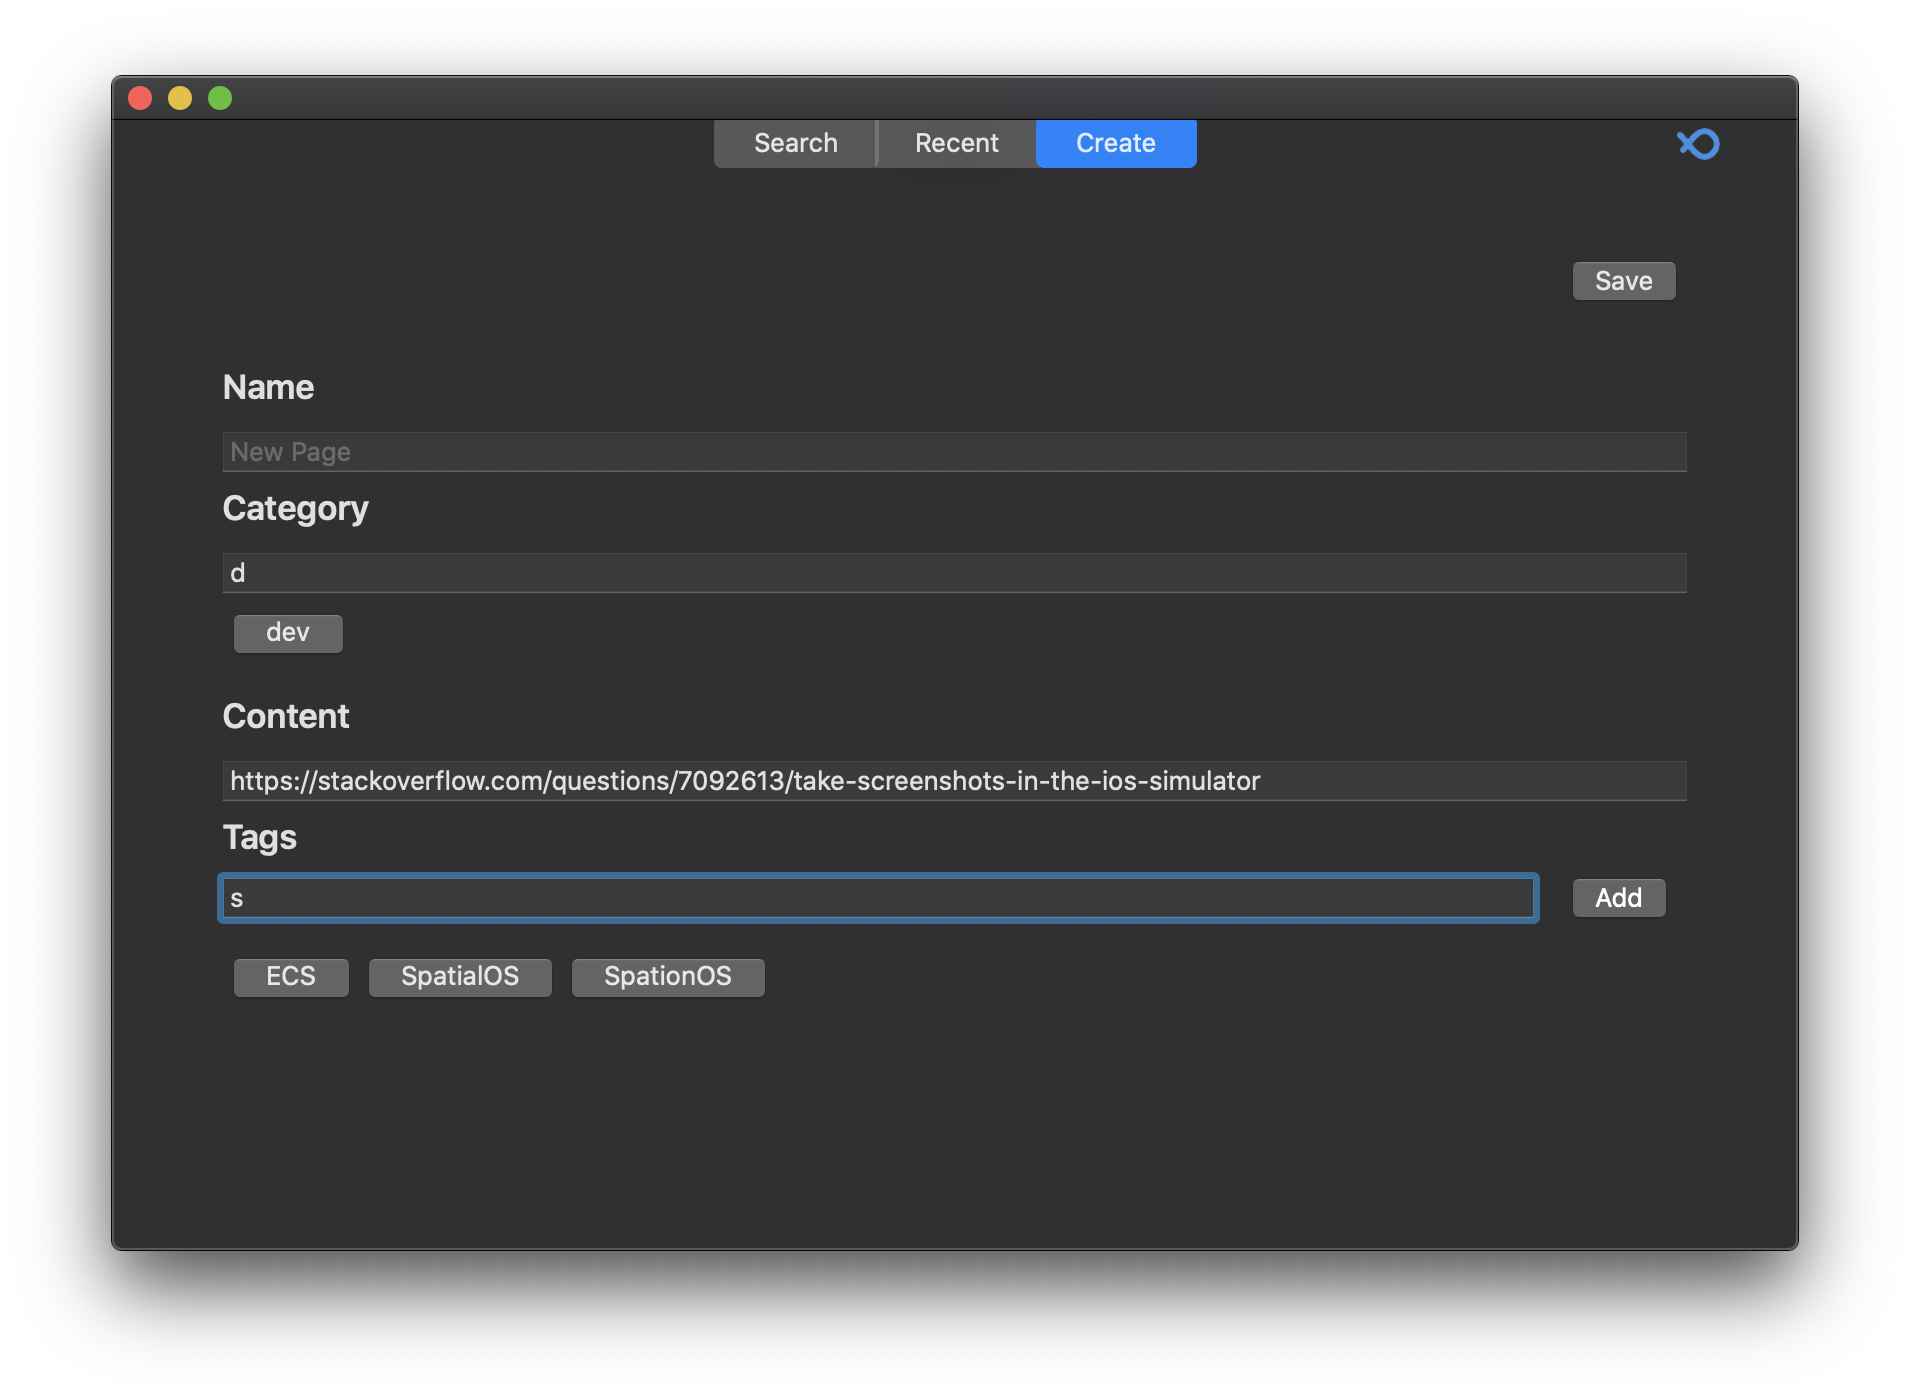 Search Recent Create
Save
Name
New Page
Category
d
dev
Content
https://stackoverflow.com/questions/7092613/take-screenshots-in-the-ios-simulator
Tags
s Add
ECS SpatialOS SpationOS